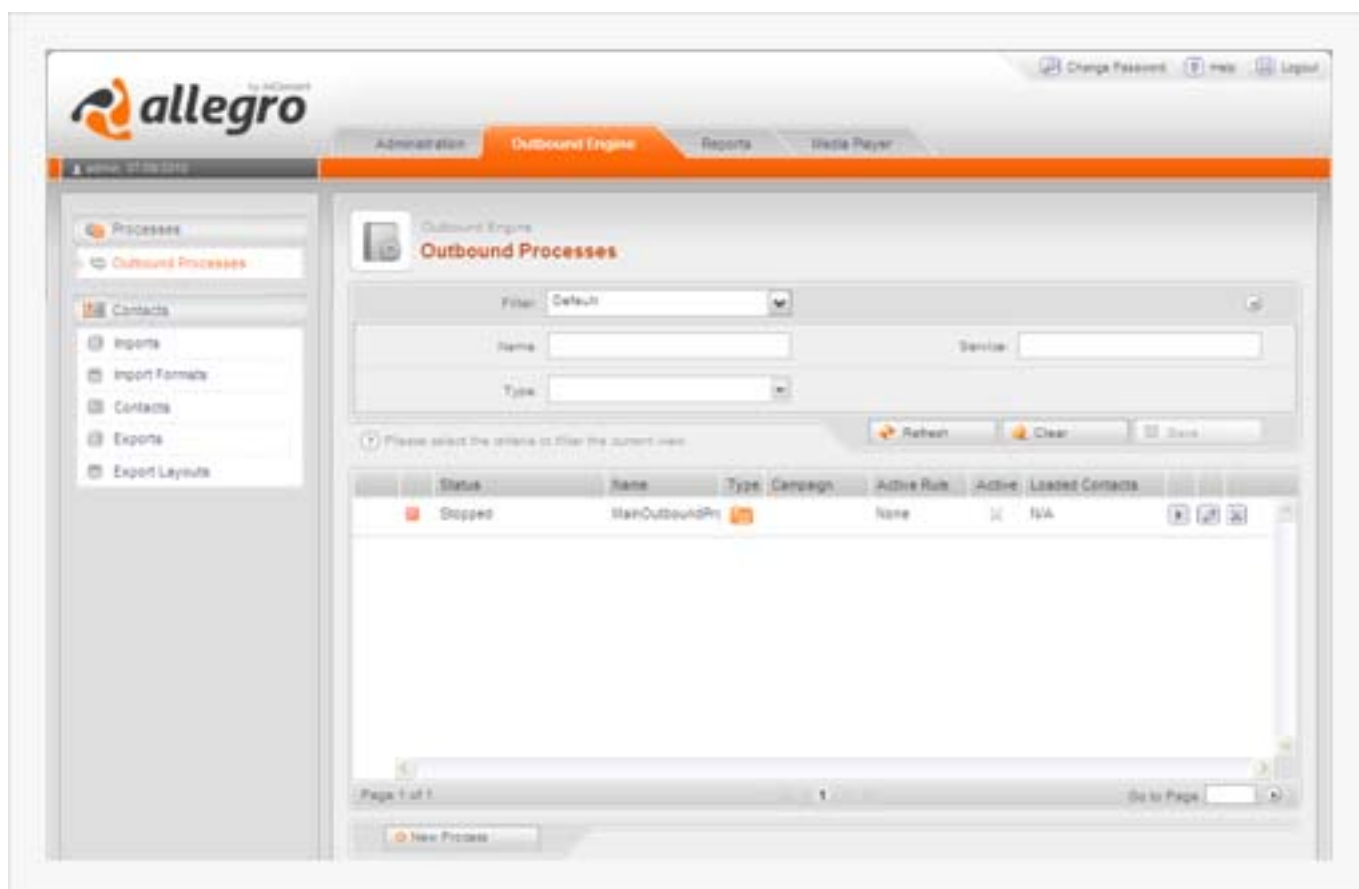 Change Password Help Logout
allegro
Administration Outbound Engine Reports Media Player
Processes
Outbound Processes
Contacts
Imports
Import Formats
Contacts
Exports
Export Layouts
Outbound Engine
Outbound Processes
Filter Default
Name Service
Type
Please select the criteria to filter the current view
Refresh Clear Save
Status Name Type Campaign Active Rule Active Loaded Contacts
Stopped MainOutboundPr None N/A
Page 1 of 1 1 Go to Page
New Process